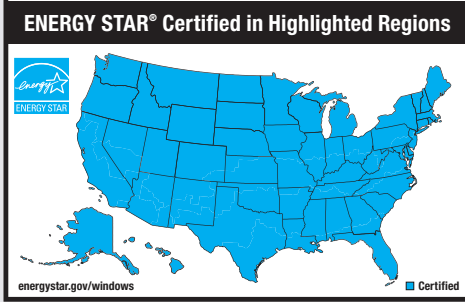 ENERGY STAR® Certified in Highlighted Regions
energy
ENERGY STAR
energystar.gov/windows
Certified